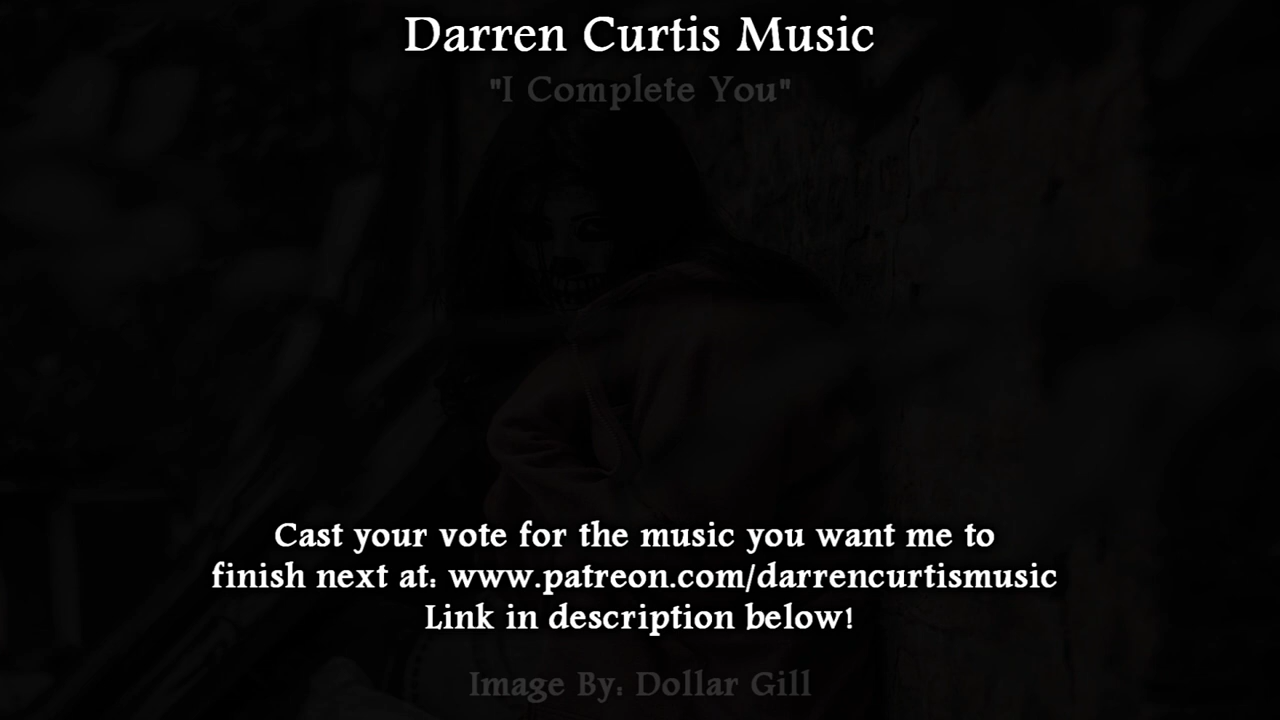 Darren Curtis Music
"I Complete You"
Cast your vote for the music you want me to
finish next at: www.patreon.com/darrencurtismusic
Link in description below!
Image By: Dollar Gill